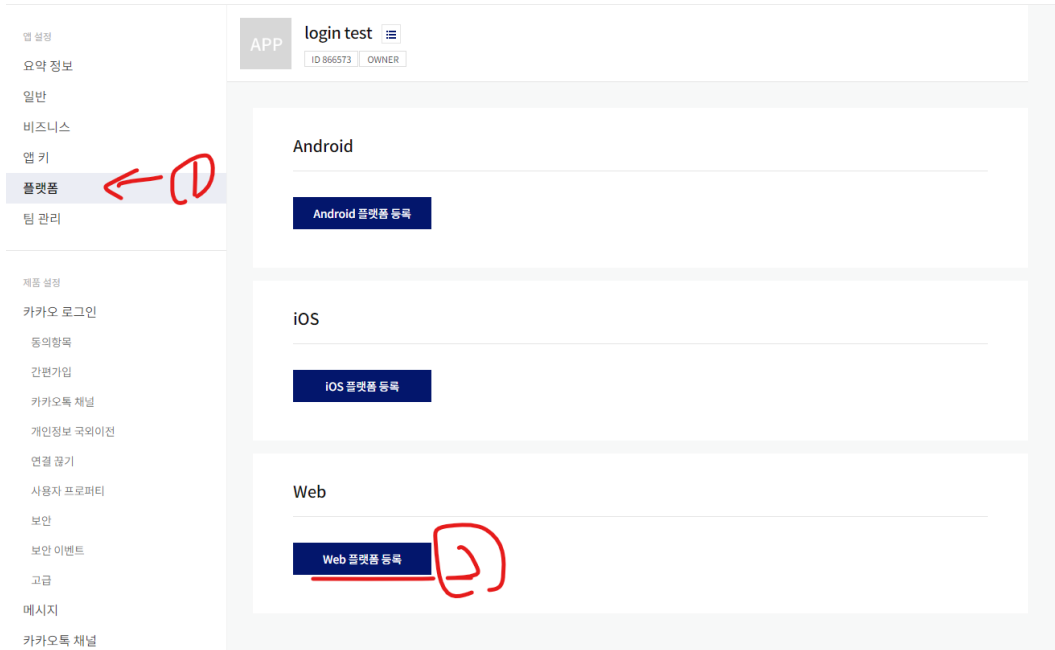 앱 설정
요약 정보
일반
비즈니스
앱 키
플랫폼
팀 관리
제품 설정
카카오 로그인
동의항목
간편가입
카카오톡 채널
개인정보 국외이전
연결 끊기
사용자 프로퍼티
보안
보안 이벤트
고급
메시지
카카오톡 채널
APP
login test
ID 866573 OWNER
Android
Android 플랫폼 등록
iOS
iOS 플랫폼 등록
Web
Web 플랫폼 등록
1
2